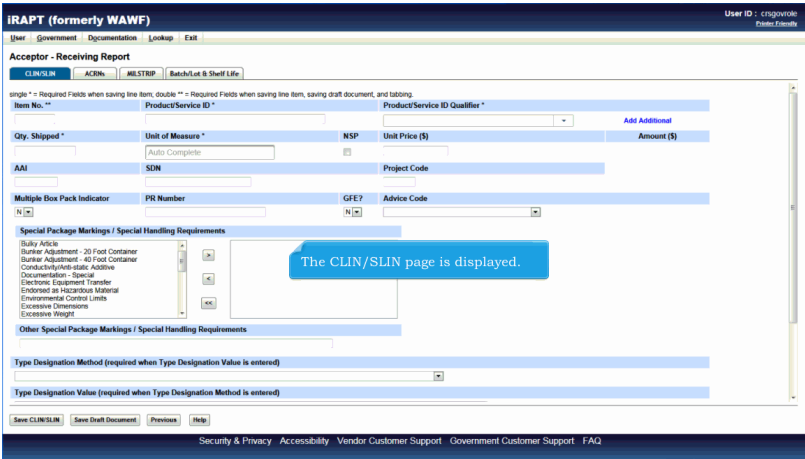 User ID : crsgovrole
iRAPT (formerly WAWF)
Printer Friendly
User Government Documentation Lookup Exit
Acceptor - Receiving Report
CLIN/SLIN ACRNs MILSTRIP Batch/Lot & Shelf Life
single * = Required Fields when saving line item; double ** = Required Fields when saving line item, saving draft document, and tabbing.
Item No. ** Product/Service ID * Product/Service ID Qualifier *
Add Additional
Qty. Shipped * Unit of Measure * NSP Unit Price ($) Amount ($)
Auto Complete
AAI SDN Project Code
Multiple Box Pack Indicator PR Number GFE? Advice Code
N N
Special Package Markings / Special Handling Requirements
Bulky Article
Bunker Adjustment - 20 Foot Container
Bunker Adjustment - 40 Foot Container
Conductivity/Anti-static Additive
Documentation - Special
Electronic Equipment Transfer
Endorsed as Hazardous Material
Environmental Control Limits
Excessive Dimensions
Excessive Weight
>
<
<<
The CLIN/SLIN page is displayed.
Other Special Package Markings / Special Handling Requirements
Type Designation Method (required when Type Designation Value is entered)
Type Designation Value (required when Type Designation Method is entered)
Save CLIN/SLIN Save Draft Document Previous Help
Security & Privacy Accessibility Vendor Customer Support Government Customer Support FAQ